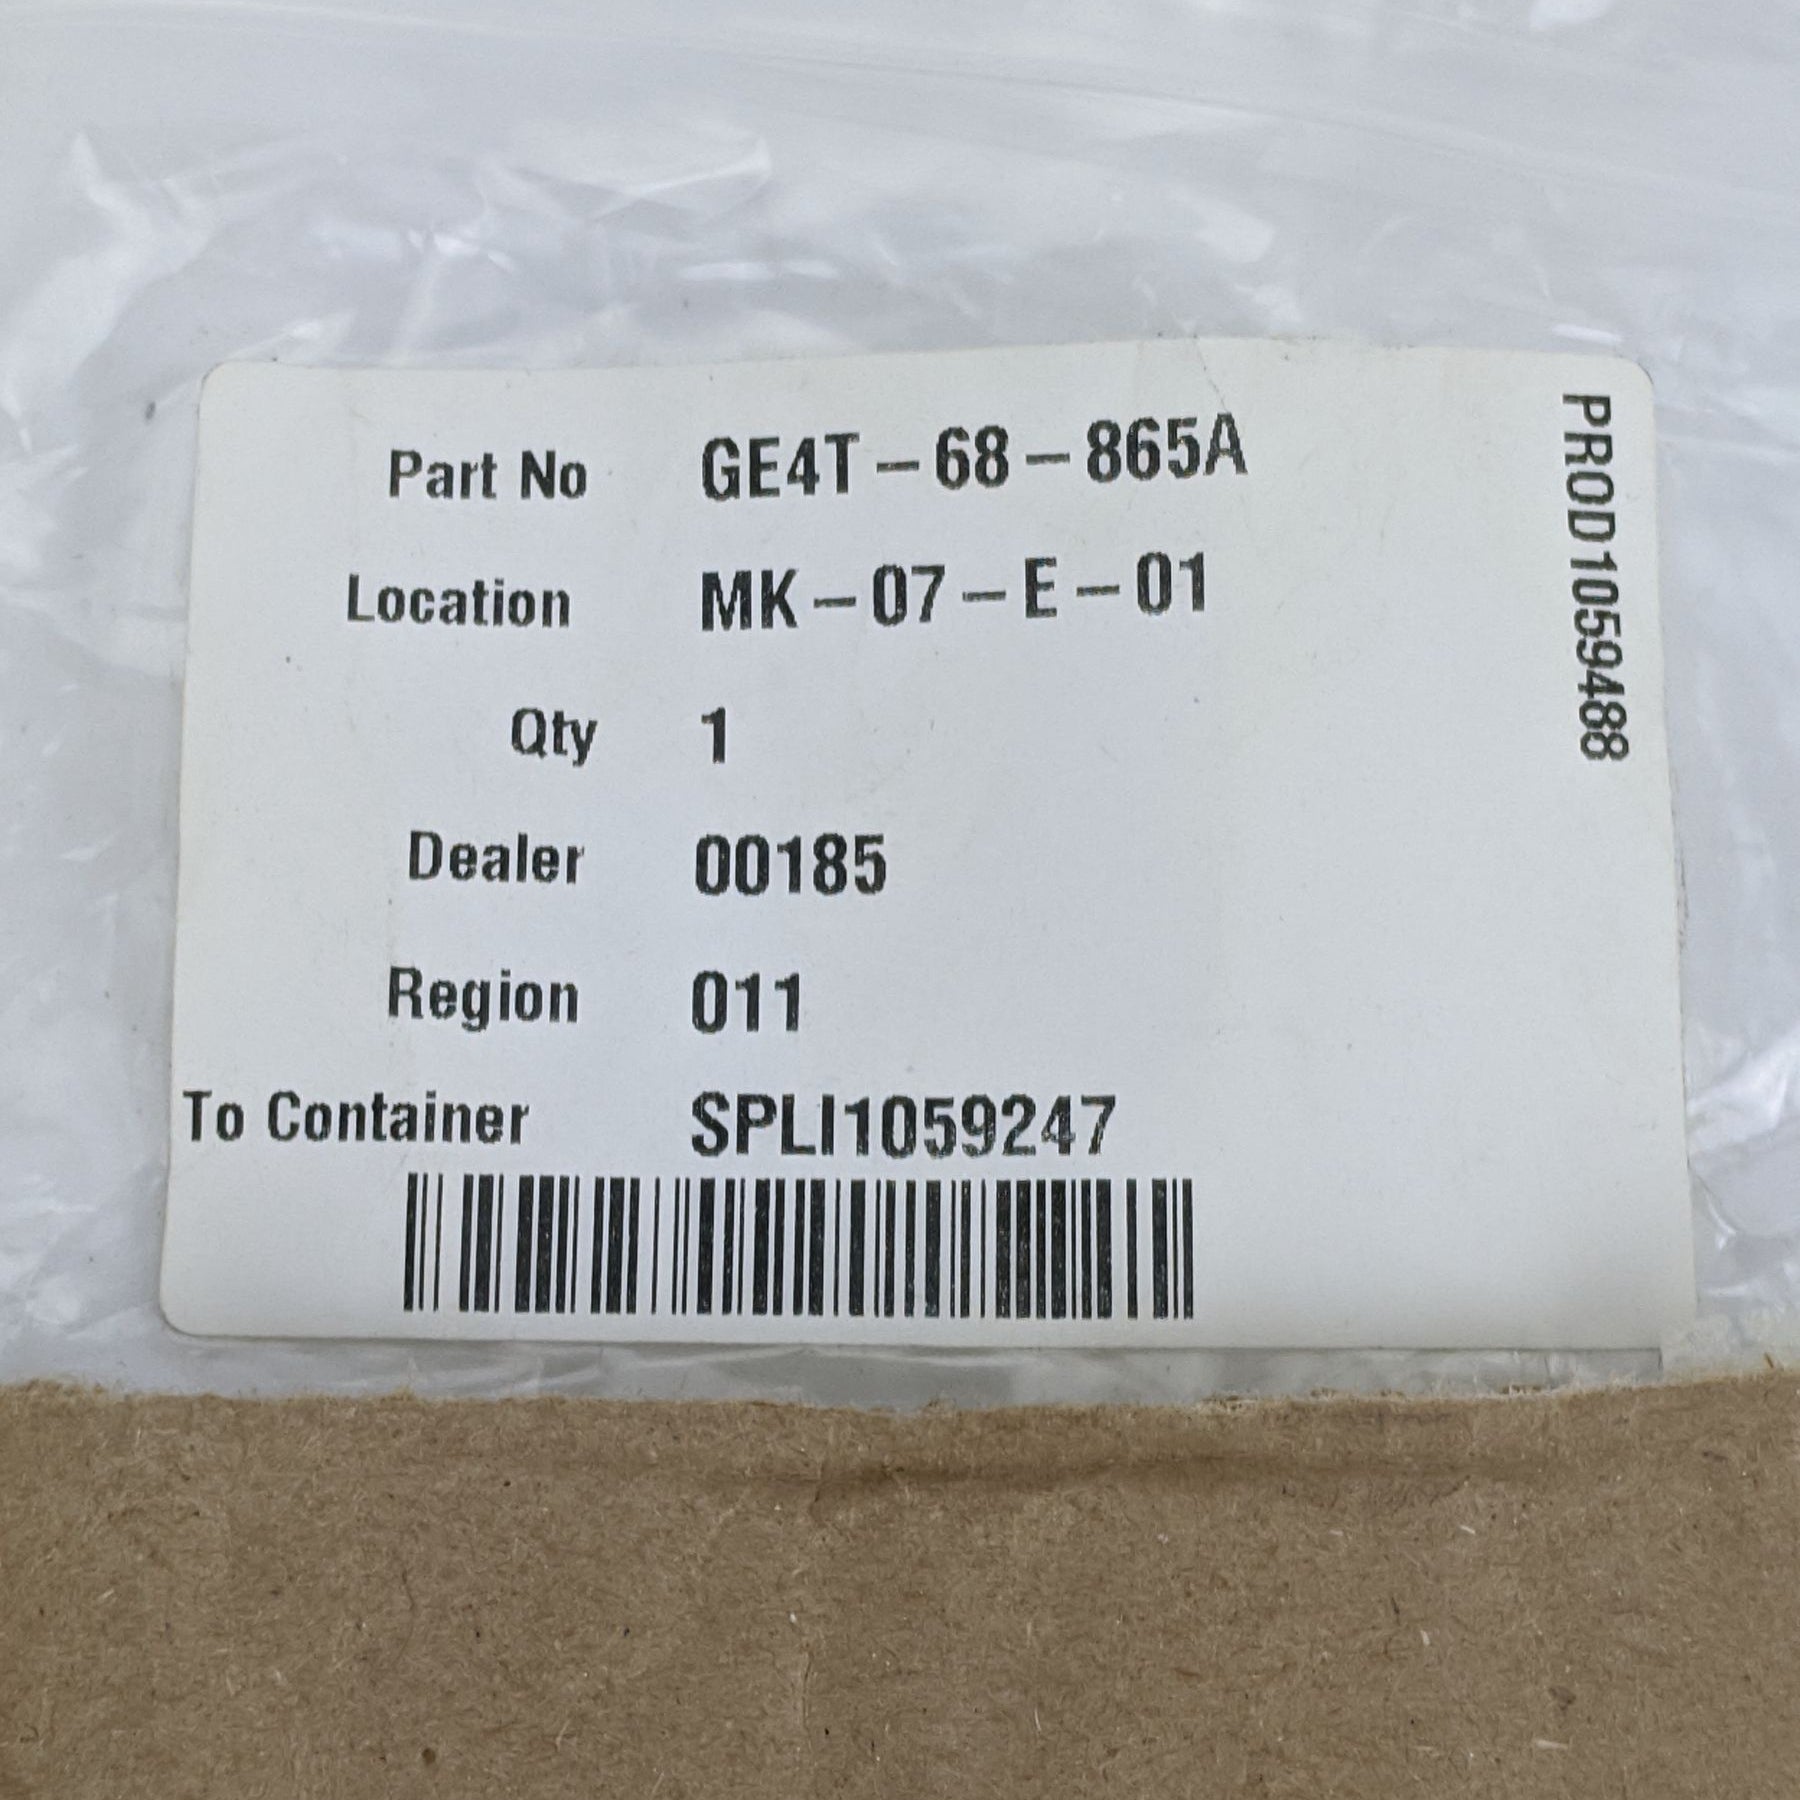 Part No GE4T-68-865A
Location MK-07-E-01
Qty 1
Dealer 00185
Region 011
To Container SPLI1059247
PROD1059488